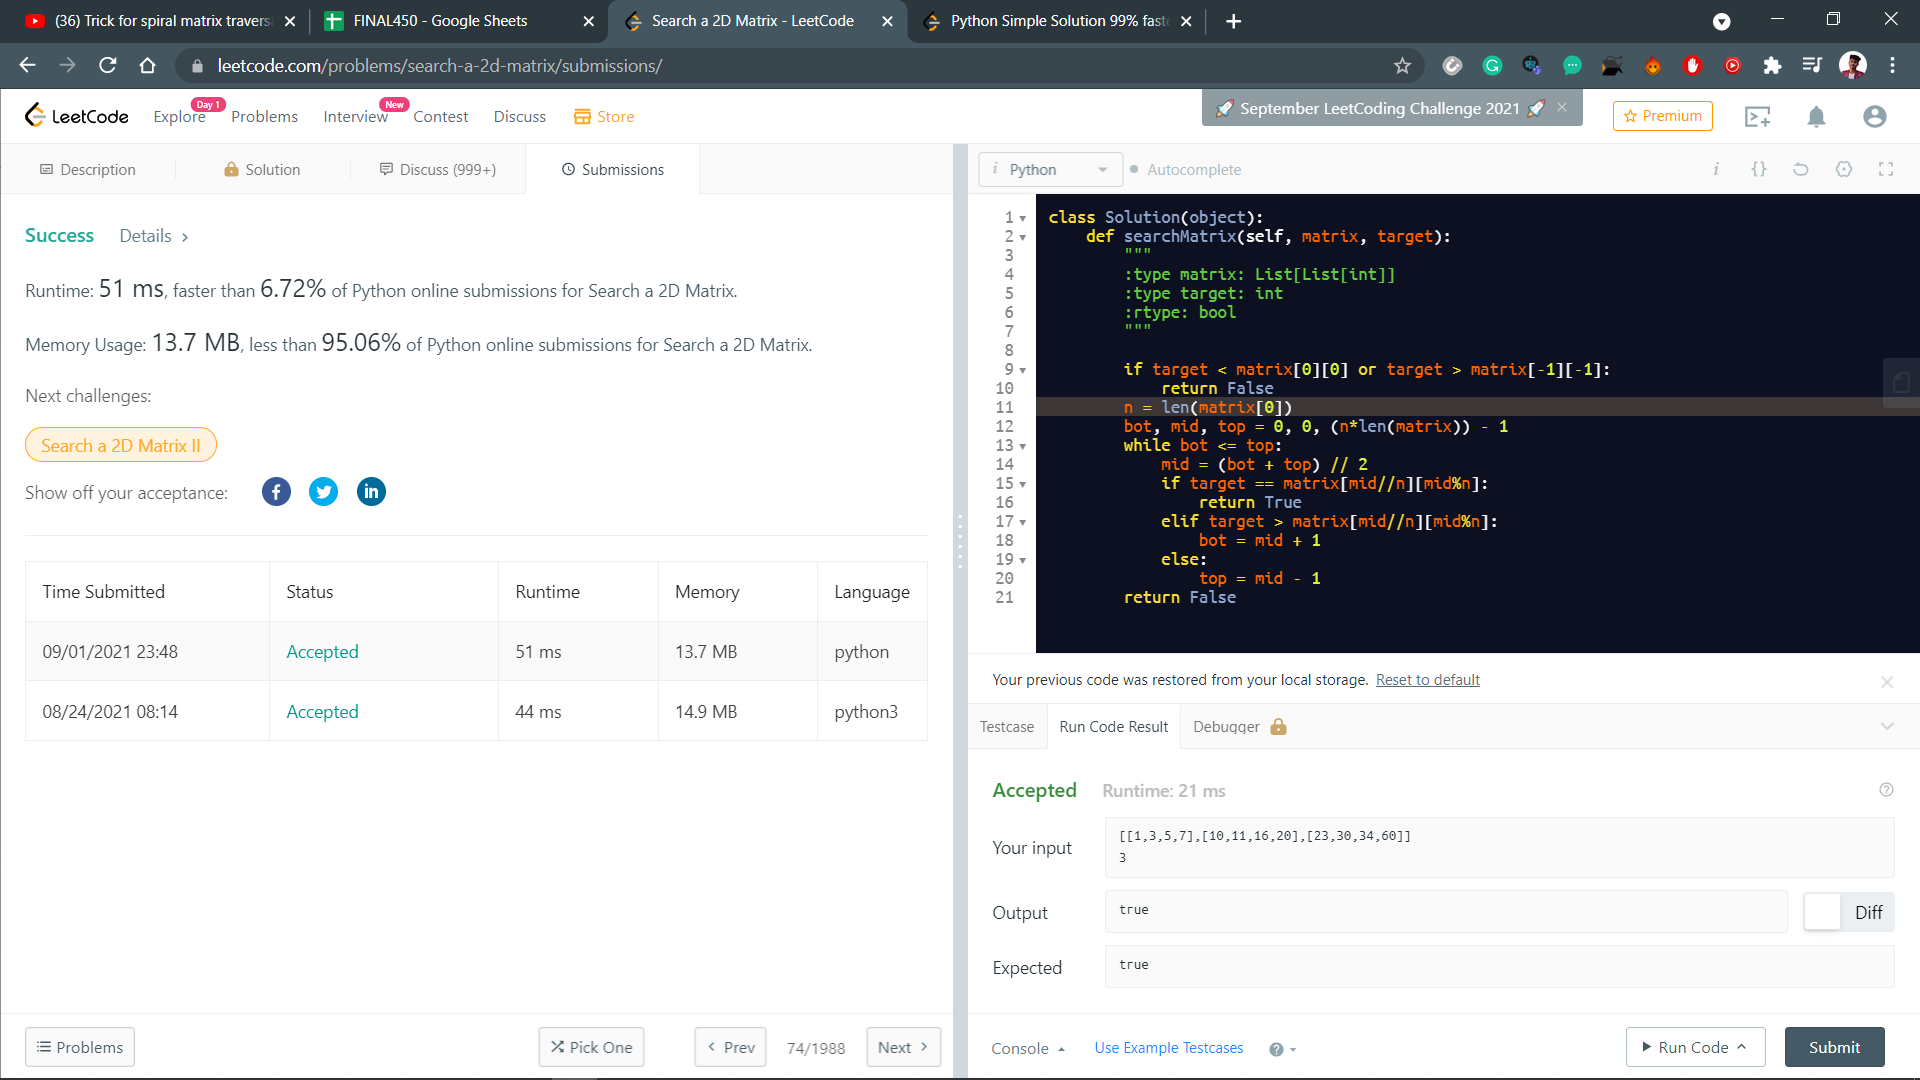 (36) Trick for spiral matrix travers
FINAL450 - Google Sheets
Search a 2D Matrix - LeetCode
Python Simple Solution 99% faste
leetcode.com/problems/search-a-2d-matrix/submissions/
LeetCode
Explore
Day 1
Problems
Interview
New
Contest
Discuss
Store
🚀 September LeetCoding Challenge 2021 🚀
Premium
Description
Solution
Discuss (999+)
Submissions
Success
Details
Runtime: 51 ms, faster than 6.72% of Python online submissions for Search a 2D Matrix.
Memory Usage: 13.7 MB, less than 95.06% of Python online submissions for Search a 2D Matrix.
Next challenges:
Search a 2D Matrix II
Show off your acceptance:
Time Submitted Status Runtime Memory Language
09/01/2021 23:48 Accepted 51 ms 13.7 MB python
08/24/2021 08:14 Accepted 44 ms 14.9 MB python3
Problems
Pick One
Prev
74/1988
Next
i Python
Autocomplete
1 class Solution(object):
2     def searchMatrix(self, matrix, target):
3         """
4         :type matrix: List[List[int]]
5         :type target: int
6         :rtype: bool
7         """
8
9         if target < matrix[0][0] or target > matrix[-1][-1]:
10             return False
11         n = len(matrix[0])
12         bot, mid, top = 0, 0, (n*len(matrix)) - 1
13         while bot <= top:
14             mid = (bot + top) // 2
15             if target == matrix[mid//n][mid%n]:
16                 return True
17             elif target > matrix[mid//n][mid%n]:
18                 bot = mid + 1
19             else:
20                 top = mid - 1
21         return False
Your previous code was restored from your local storage. Reset to default
Testcase
Run Code Result
Debugger
Accepted
Runtime: 21 ms
Your input
[[1,3,5,7],[10,11,16,20],[23,30,34,60]]
3
Output
true
Diff
Expected
true
Console
Use Example Testcases
Run Code
Submit